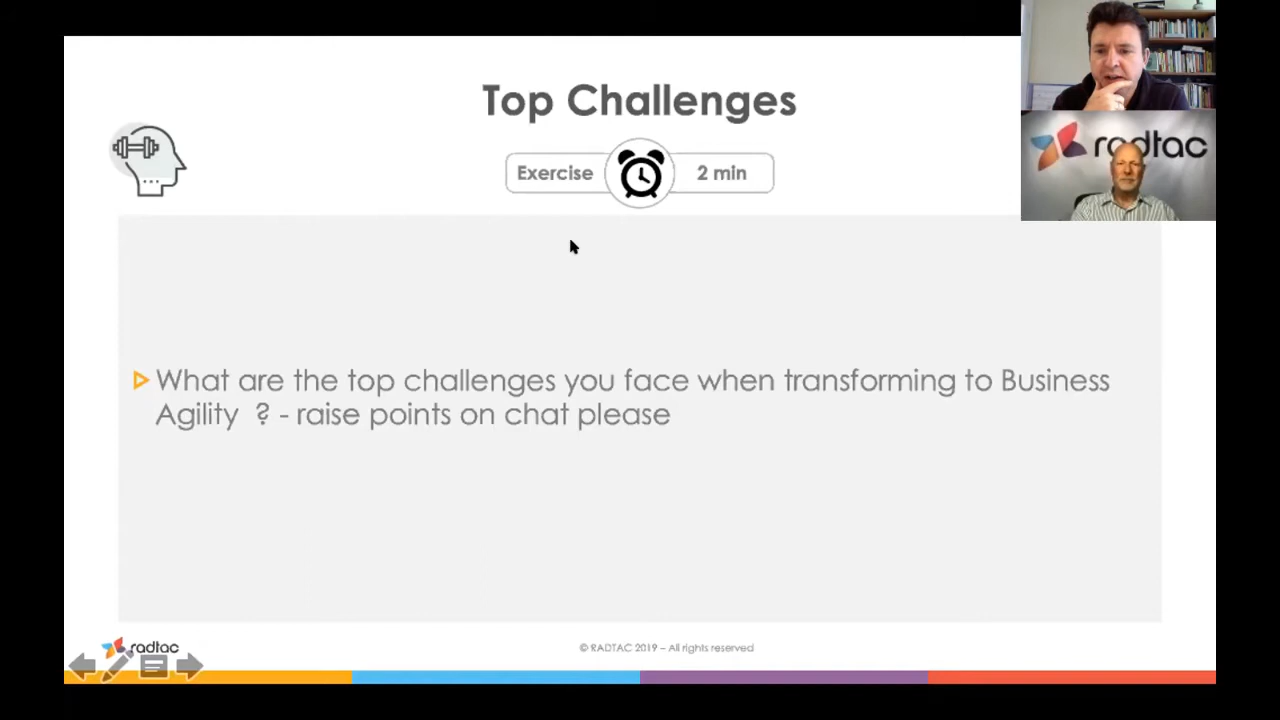 Top Challenges
Exercise
2 min
radtac
What are the top challenges you face when transforming to Business
Agility  ? - raise points on chat please
radtac
© RADTAC 2019 – All rights reserved